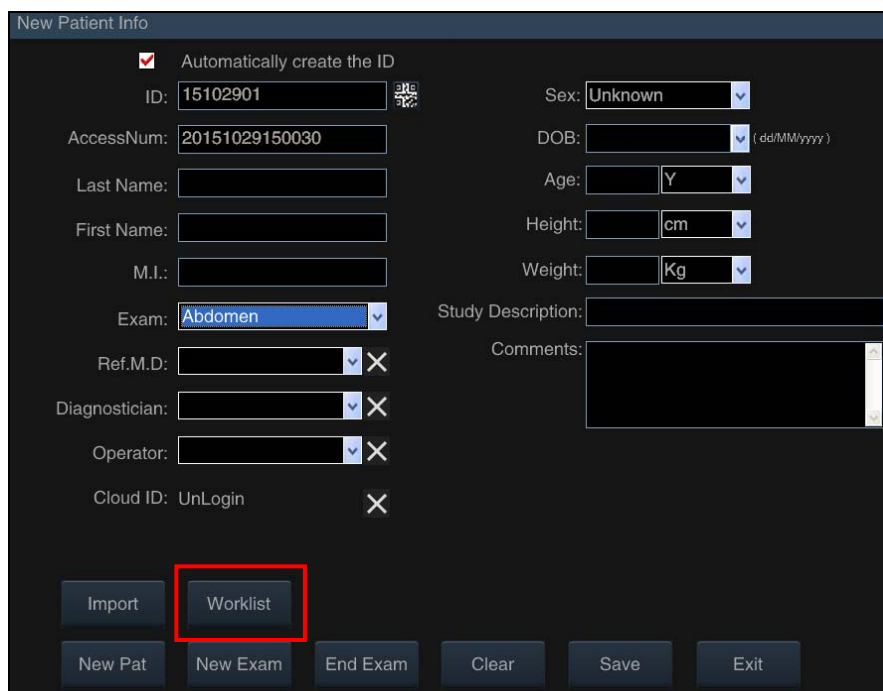 New Patient Info
Automatically create the ID
ID: 15102901
Sex: Unknown
AccessNum: 20151029150030
DOB: ( dd/MM/yyyy )
Last Name:
Age: Y
First Name:
Height: cm
M.I.:
Weight: Kg
Exam: Abdomen
Study Description:
Ref.M.D:
Comments:
Diagnostician:
Operator:
Cloud ID: UnLogin
Import Worklist
New Pat New Exam End Exam Clear Save Exit